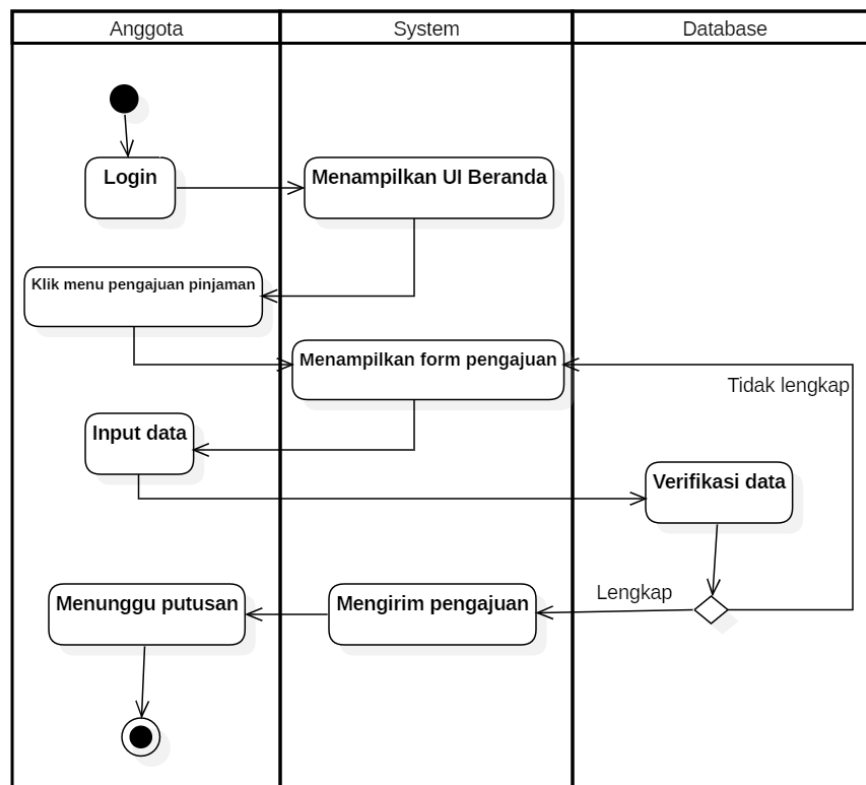 Anggota
System
Database
Login
Menampilkan UI Beranda
Klik menu pengajuan pinjaman
Menampilkan form pengajuan
Tidak lengkap
Input data
Verifikasi data
Lengkap
Menunggu putusan
Mengirim pengajuan